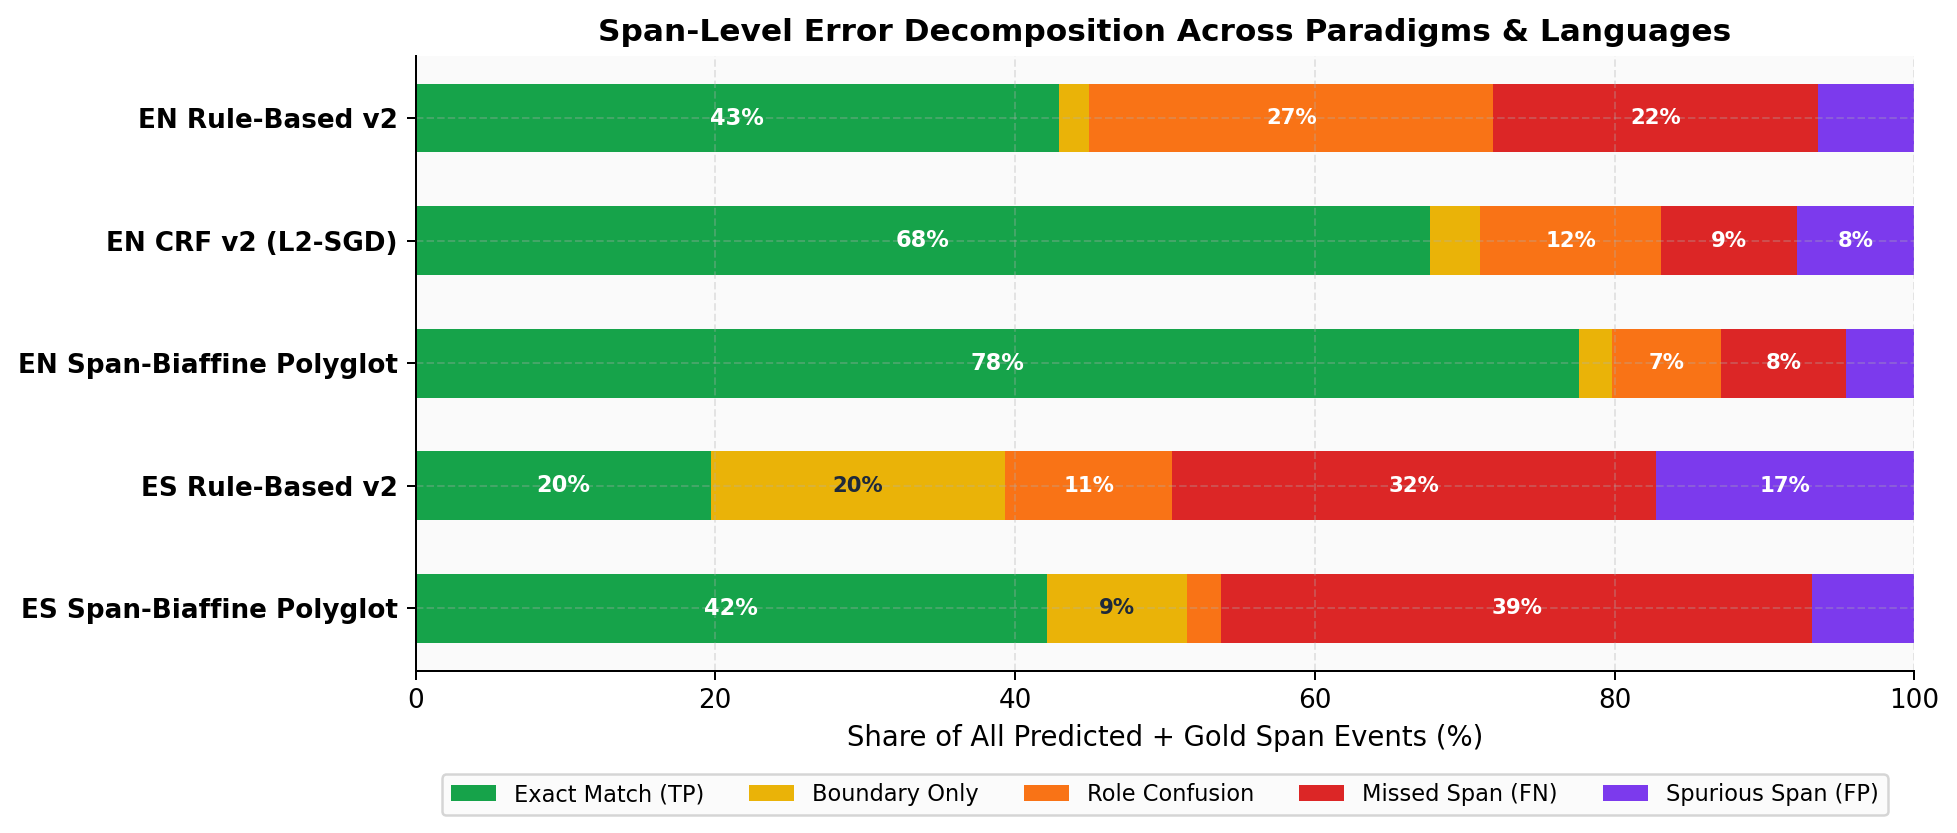 Span-Level Error Decomposition Across Paradigms & Languages
EN Rule-Based v2
43%
27%
22%
EN CRF v2 (L2-SGD)
68%
12%
9%
8%
EN Span-Biaffine Polyglot
78%
7%
8%
ES Rule-Based v2
20%
20%
11%
32%
17%
ES Span-Biaffine Polyglot
42%
9%
39%
0
20
40
60
80
100
Share of All Predicted + Gold Span Events (%)
Exact Match (TP)
Boundary Only
Role Confusion
Missed Span (FN)
Spurious Span (FP)